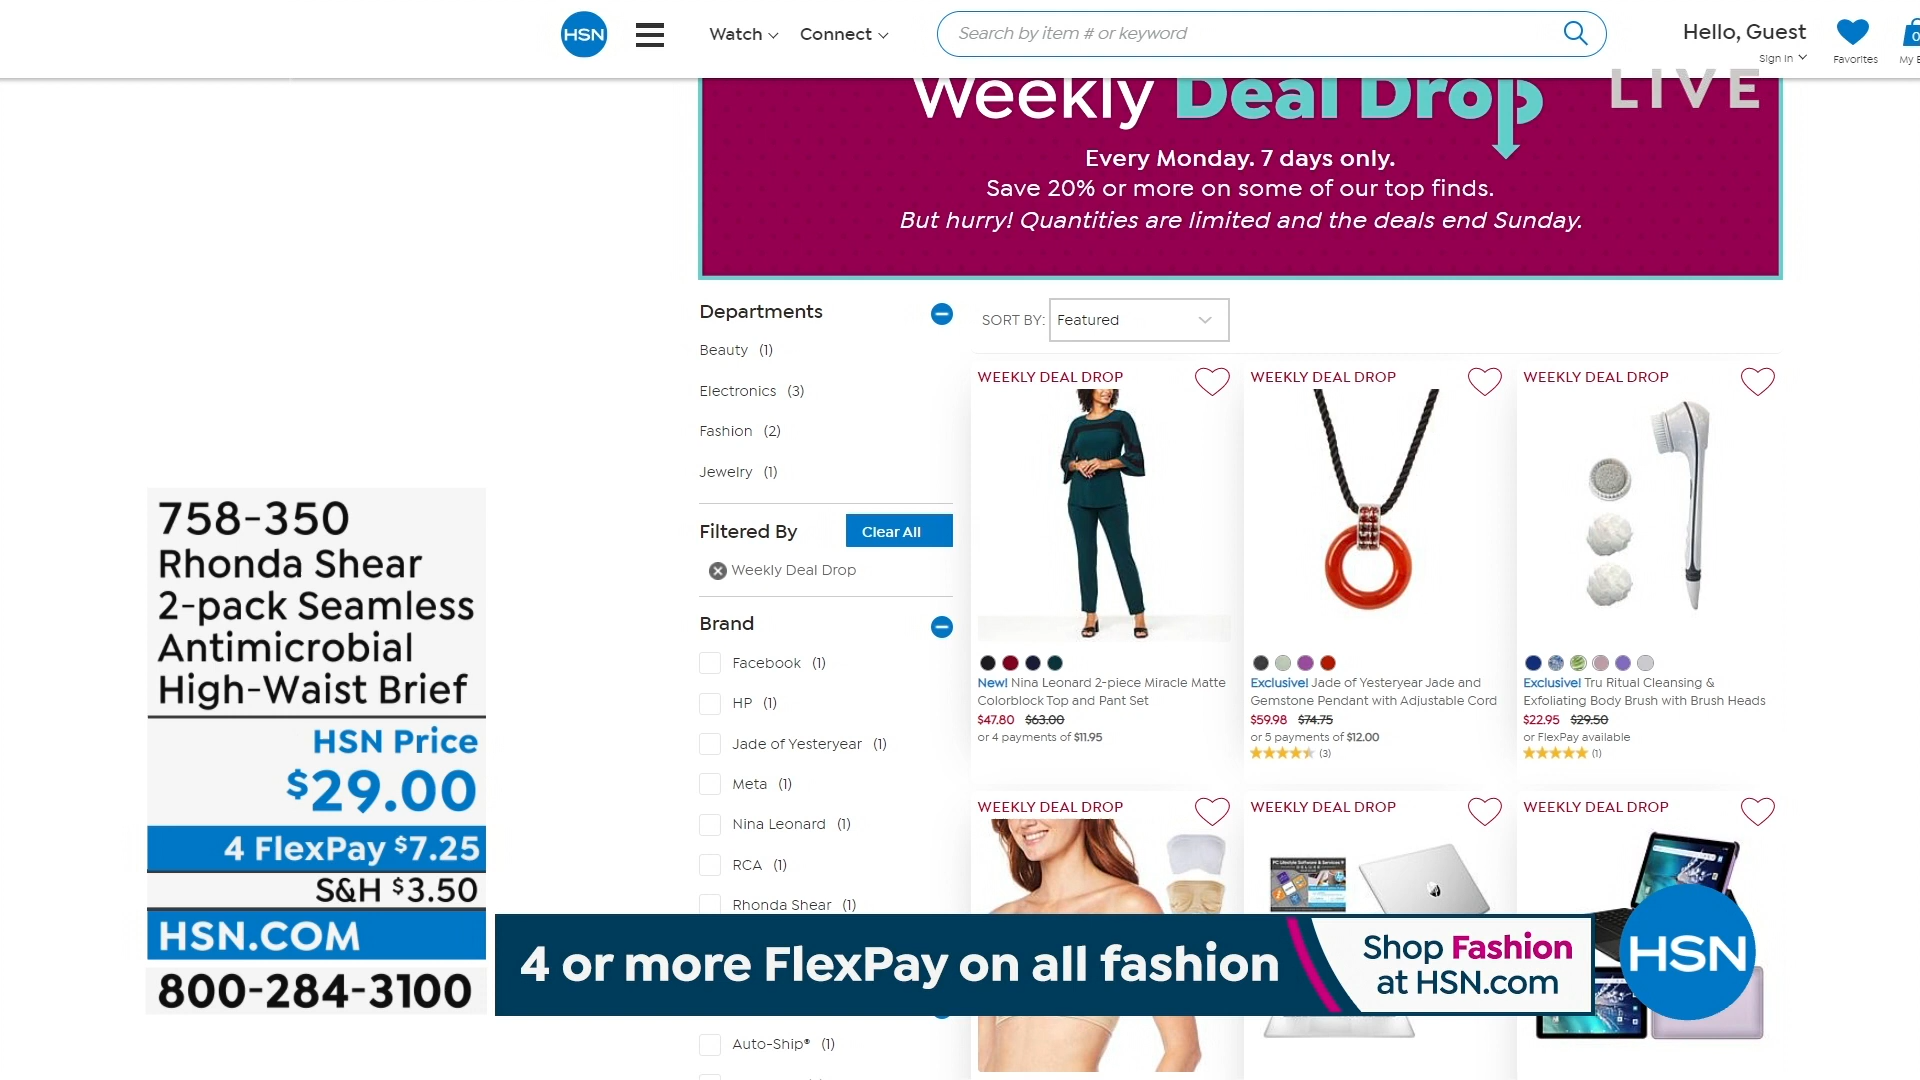 HSN
Watch
Connect
Search by item # or keyword
Hello, Guest
Sign In
Favorites
0
Weekly Deal Drop
LIVE
Every Monday. 7 days only.
Save 20% or more on some of our top finds.
But hurry! Quantities are limited and the deals end Sunday.
Departments
Beauty (1)
Electronics (3)
Fashion (2)
Jewelry (1)
Filtered By
Clear All
Weekly Deal Drop
Brand
Facebook (1)
HP (1)
Jade of Yesteryear (1)
Meta (1)
Nina Leonard (1)
RCA (1)
Rhonda Shear (1)
Auto-Ship® (1)
SORT BY: Featured
WEEKLY DEAL DROP
New! Nina Leonard 2-piece Miracle Matte
Colorblock Top and Pant Set
$47.80 $63.00
or 4 payments of $11.95
WEEKLY DEAL DROP
Exclusive! Jade of Yesteryear Jade and
Gemstone Pendant with Adjustable Cord
$59.98 $74.75
or 5 payments of $12.00
(3)
WEEKLY DEAL DROP
Exclusive! Tru Ritual Cleansing &
Exfoliating Body Brush with Brush Heads
$22.95 $29.50
or FlexPay available
(1)
WEEKLY DEAL DROP
WEEKLY DEAL DROP
WEEKLY DEAL DROP
758-350
Rhonda Shear
2-pack Seamless
Antimicrobial
High-Waist Brief
HSN Price
$29.00
4 FlexPay $7.25
S&H $3.50
HSN.COM
800-284-3100
4 or more FlexPay on all fashion
Shop Fashion
at HSN.com
HSN